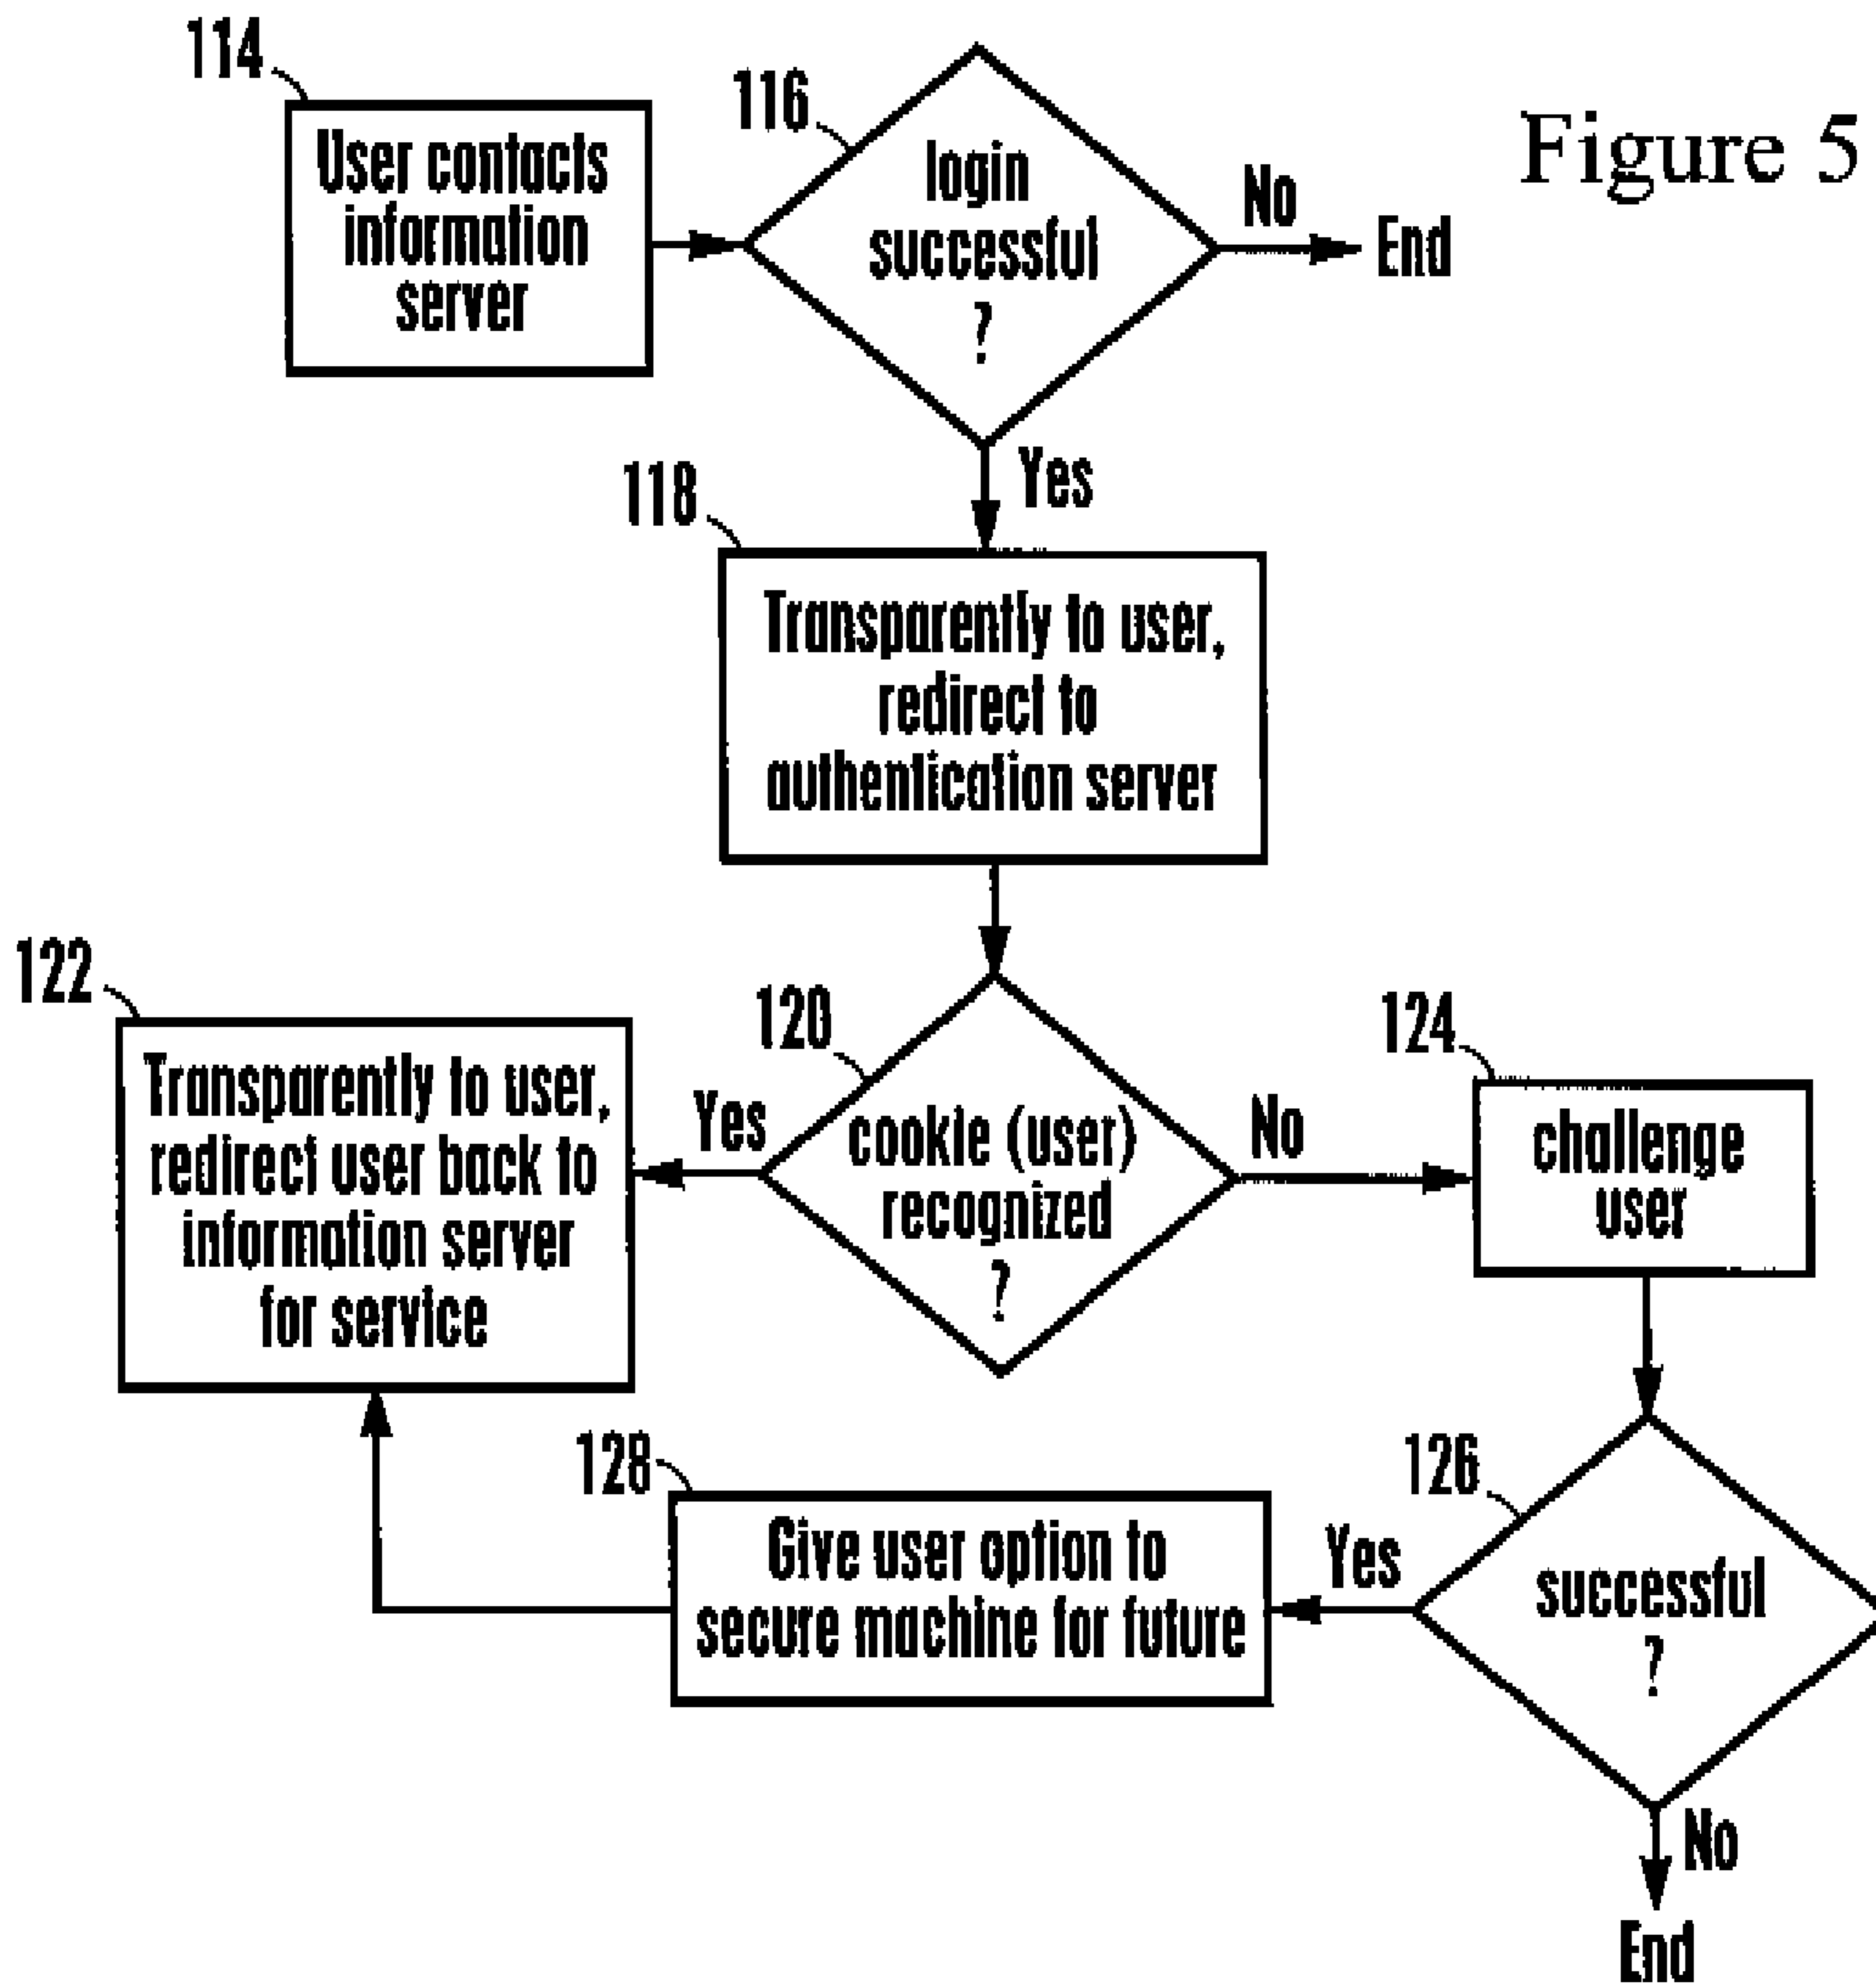 Figure 5
114
User contacts
information
server
116
login
successful
?
No
End
Yes
118
Transparently to user,
redirect to
authentication server
120
cookie (user)
recognized
?
Yes
No
122
Transparently to user,
redirect user back to
information server
for service
124
challenge
user
126
successful
?
Yes
No
End
128
Give user option to
secure machine for future